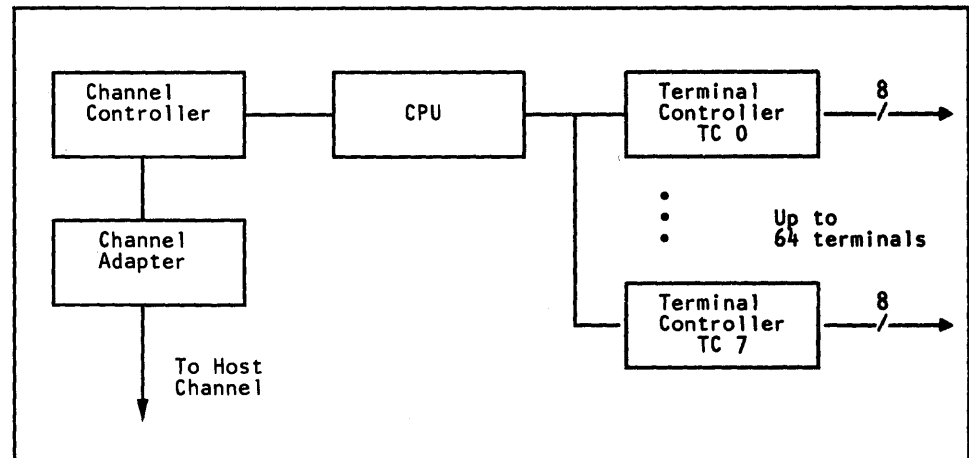 Channel
Controller
CPU
Terminal
Controller
TC 0
8
Channel
Adapter
Up to
64 terminals
Terminal
Controller
TC 7
8
To Host
Channel